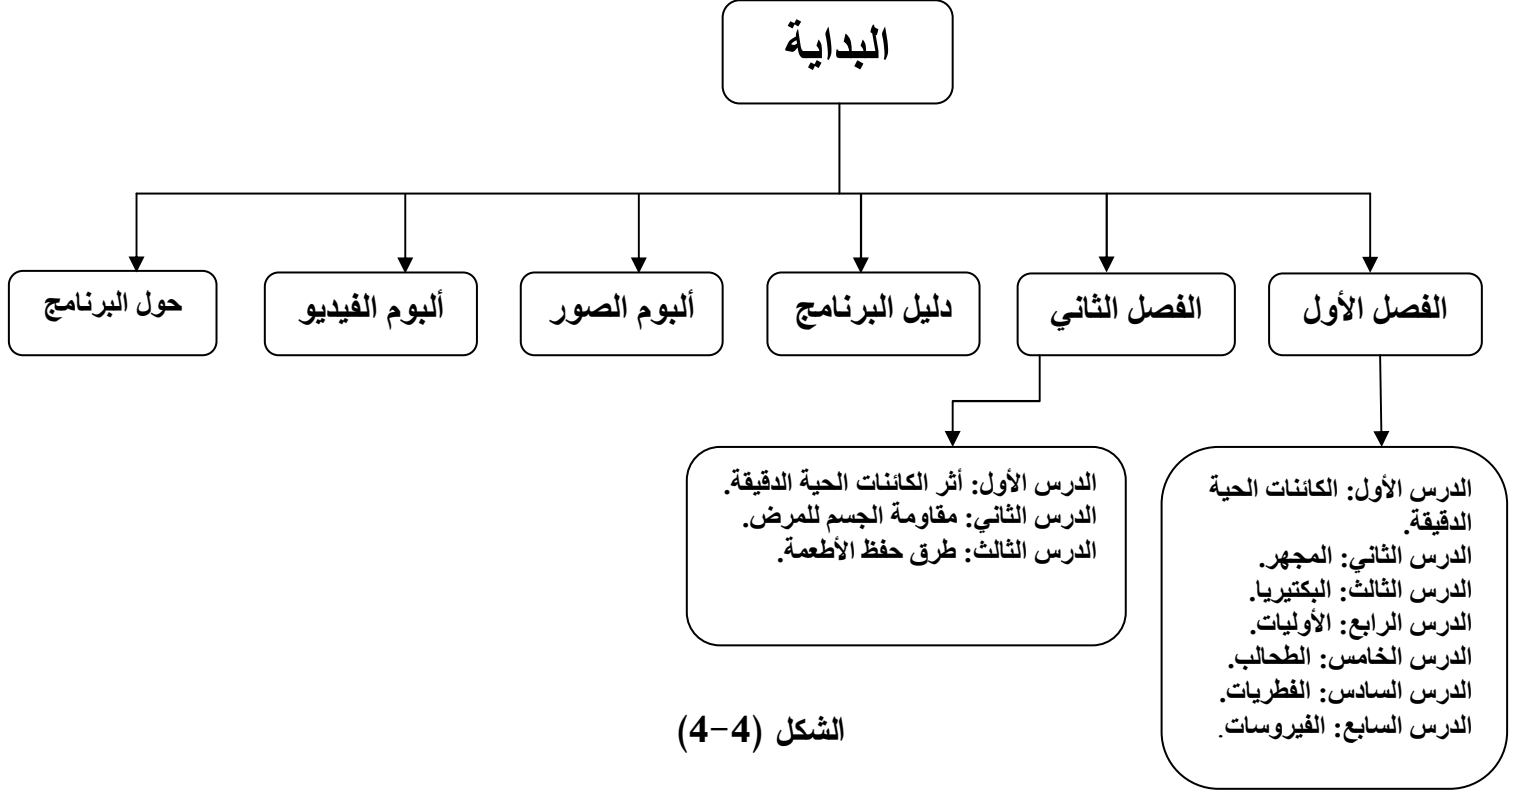 البداية
الفصل الأول
الفصل الثاني
دليل البرنامج
ألبوم الصور
ألبوم الفيديو
حول البرنامج
الدرس الأول: الكائنات الحية
الدقيقة.
الدرس الثاني: المجهر.
الدرس الثالث: البكتيريا.
الدرس الرابع: الأوليات.
الدرس الخامس: الطحالب.
الدرس السادس: الفطريات.
الدرس السابع: الفيروسات.
الدرس الأول: أثر الكائنات الحية الدقيقة.
الدرس الثاني: مقاومة الجسم للمرض.
الدرس الثالث: طرق حفظ الأطعمة.
الشكل (4-4)